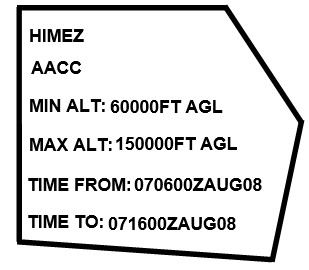 HIMEZ
AACC
MIN ALT: 60000FT AGL
MAX ALT: 150000FT AGL
TIME FROM: 070600ZAUG08
TIME TO: 071600ZAUG08